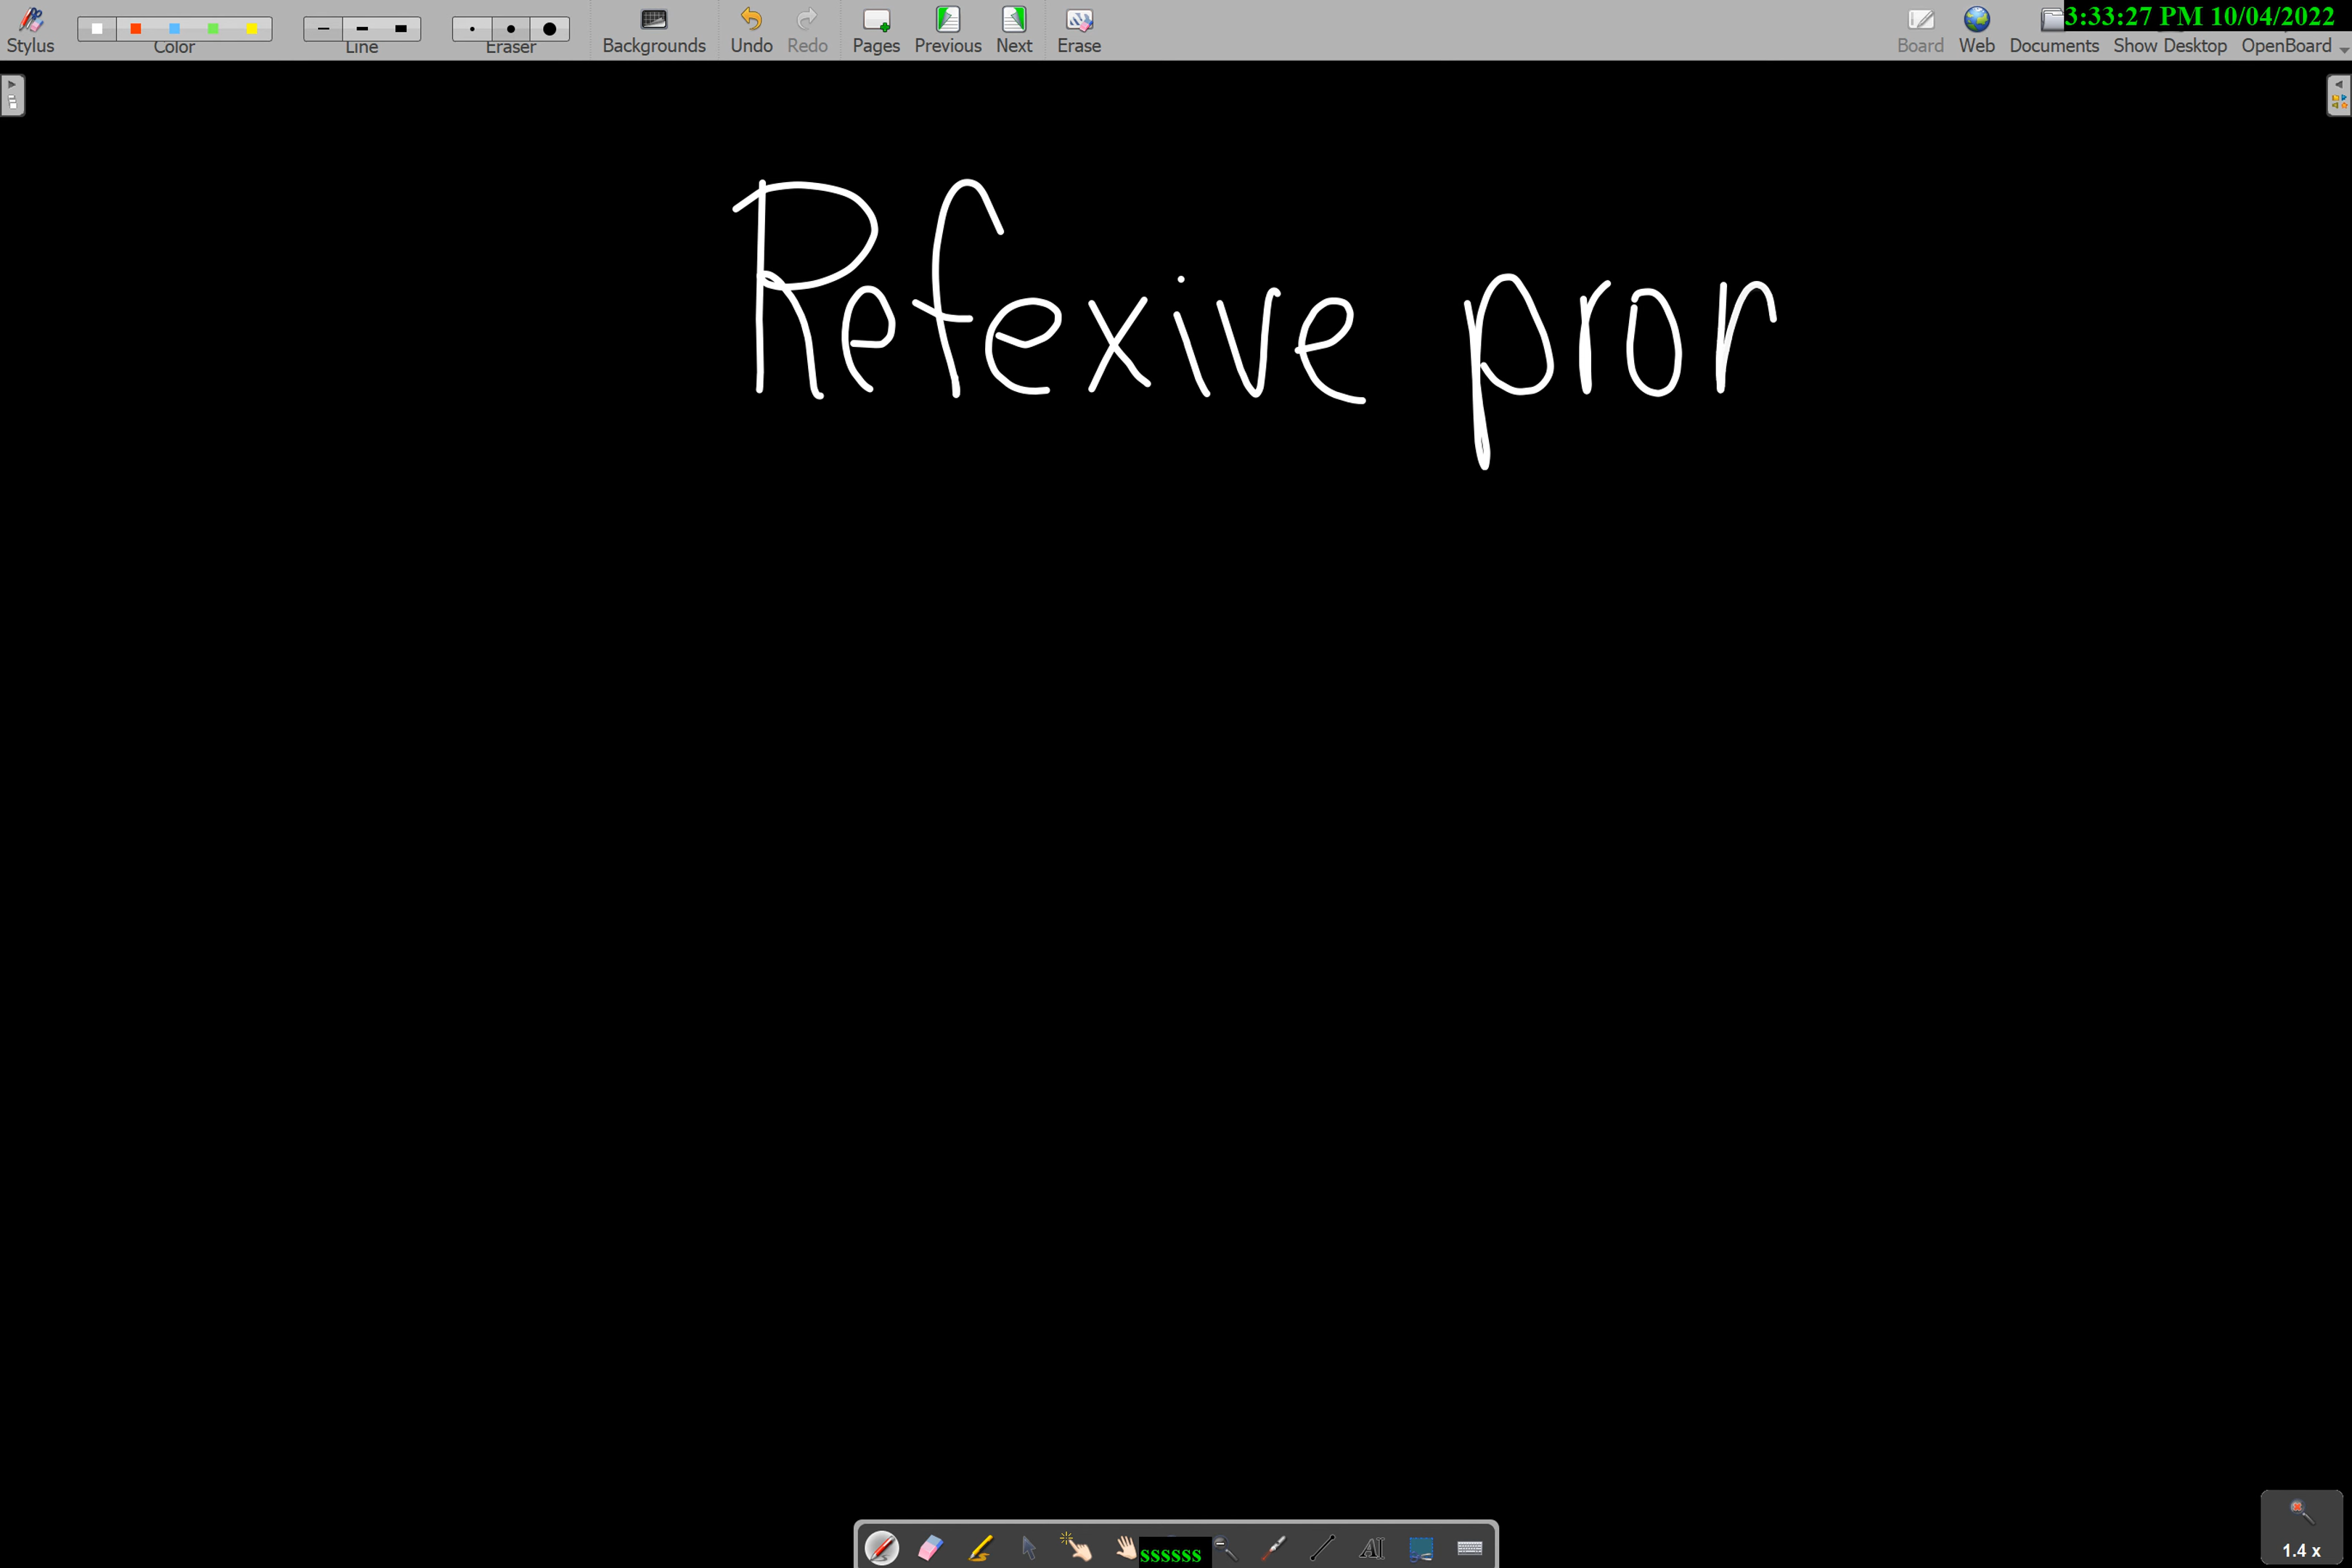 Stylus Color Line Eraser Backgrounds Undo Redo Pages Previous Next Erase Board Web Documents Show Desktop OpenBoard
3:33:27 PM 10/04/2022
Refexive pron
ssssss
1.4 x